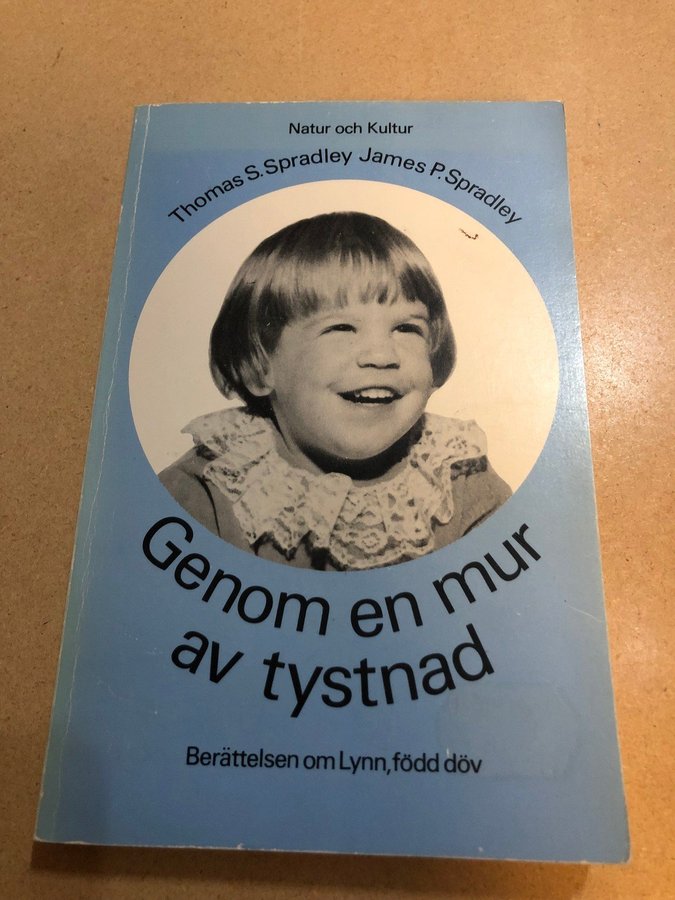 Natur och Kultur
Thomas S. Spradley James P. Spradley
Genom en mur
av tystnad
Berättelsen om Lynn, född döv